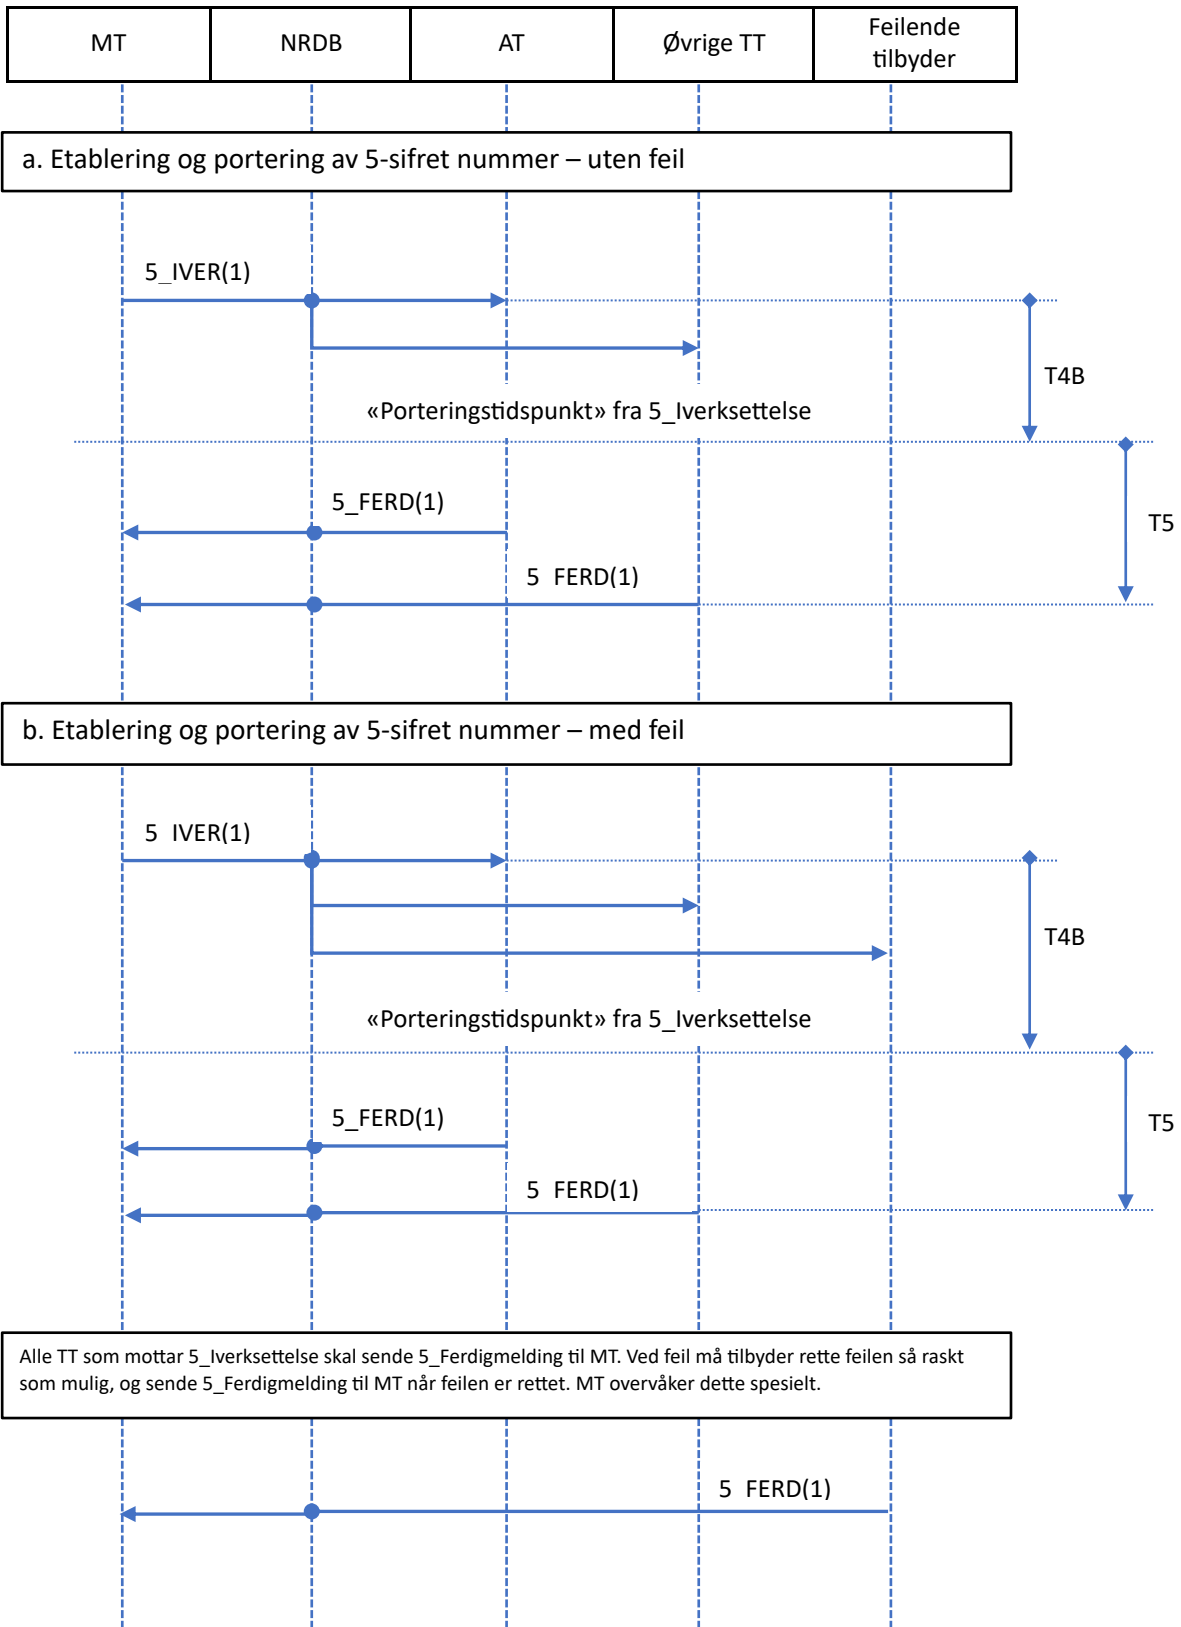 MT
NRDB
AT
Øvrige TT
Feilende
tilbyder
a. Etablering og portering av 5-sifret nummer – uten feil
5_IVER(1)
T4B
«Porteringstidspunkt» fra 5_Iverksettelse
5_FERD(1)
T5
5 FERD(1)
b. Etablering og portering av 5-sifret nummer – med feil
5 IVER(1)
T4B
«Porteringstidspunkt» fra 5_Iverksettelse
5_FERD(1)
T5
5 FERD(1)
Alle TT som mottar 5_Iverksettelse skal sende 5_Ferdigmelding til MT. Ved feil må tilbyder rette feilen så raskt
som mulig, og sende 5_Ferdigmelding til MT når feilen er rettet. MT overvåker dette spesielt.
5 FERD(1)